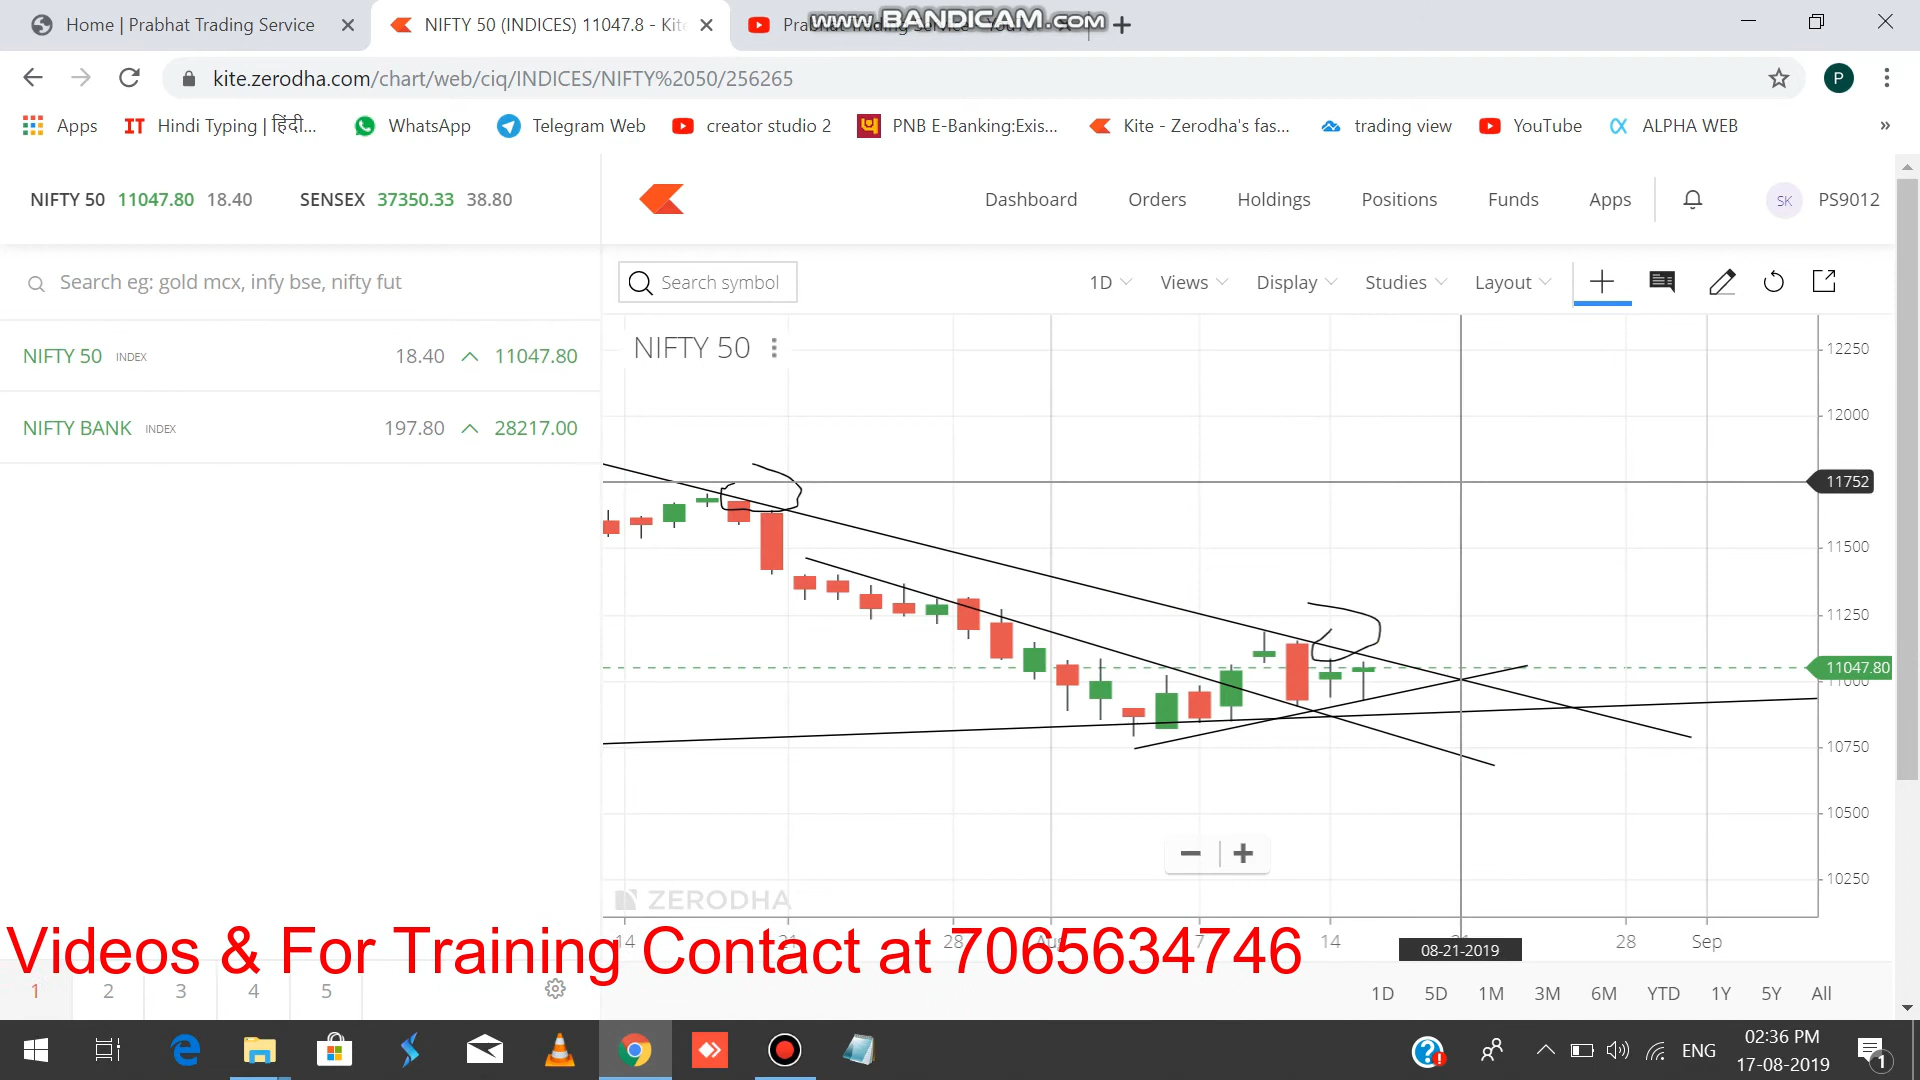 Home | Prabhat Trading Service
NIFTY 50 (INDICES) 11047.8 - Kite
www.BANDICAM.com
kite.zerodha.com/chart/web/ciq/INDICES/NIFTY%2050/256265
P
Apps
IT Hindi Typing | हिंदी...
WhatsApp
Telegram Web
creator studio 2
PNB E-Banking:Exis...
Kite - Zerodha's fas...
trading view
YouTube
ALPHA WEB
»
NIFTY 50 11047.80 18.40
SENSEX 37350.33 38.80
Dashboard
Orders
Holdings
Positions
Funds
Apps
SK
PS9012
Search eg: gold mcx, infy bse, nifty fut
Search symbol
1D
Views
Display
Studies
Layout
NIFTY 50 INDEX 18.40 11047.80
NIFTY BANK INDEX 197.80 28217.00
NIFTY 50
12250
12000
11752
11500
11250
11047.80
11000
10750
10500
10250
ZERODHA
14
28
7
14
08-21-2019
28
Sep
Videos & For Training Contact at 7065634746
1 2 3 4 5
1D 5D 1M 3M 6M YTD 1Y 5Y All
ENG
02:36 PM
17-08-2019
1